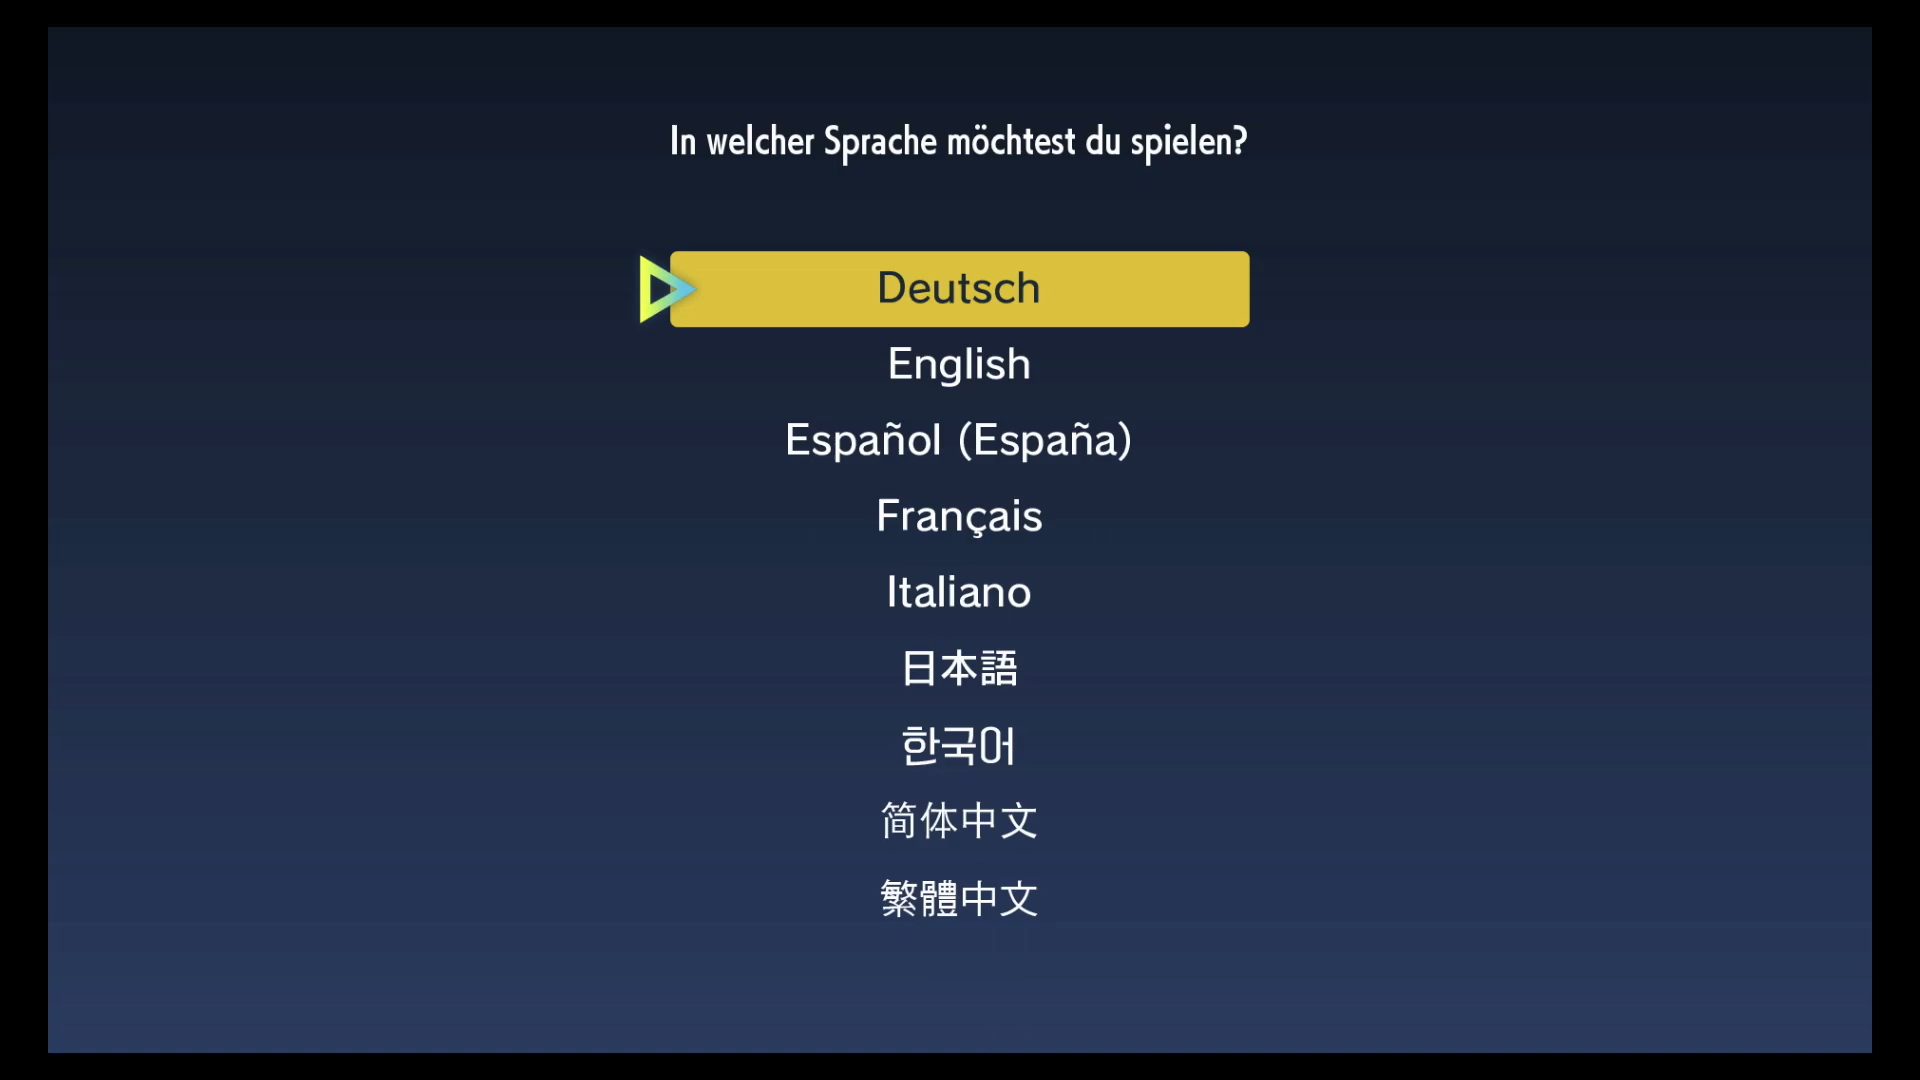 In welcher Sprache möchtest du spielen?
Deutsch
English
Español (España)
Français
Italiano
日本語
한국어
简体中文
繁體中文